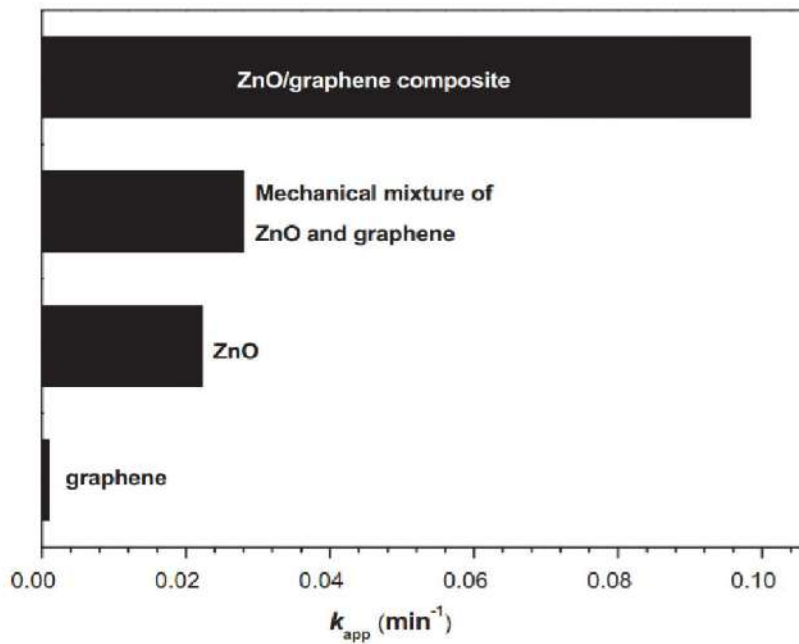 ZnO/graphene composite
Mechanical mixture of
ZnO and graphene
ZnO
graphene
0.00 0.02 0.04 0.06 0.08 0.10
k_app (min⁻¹)